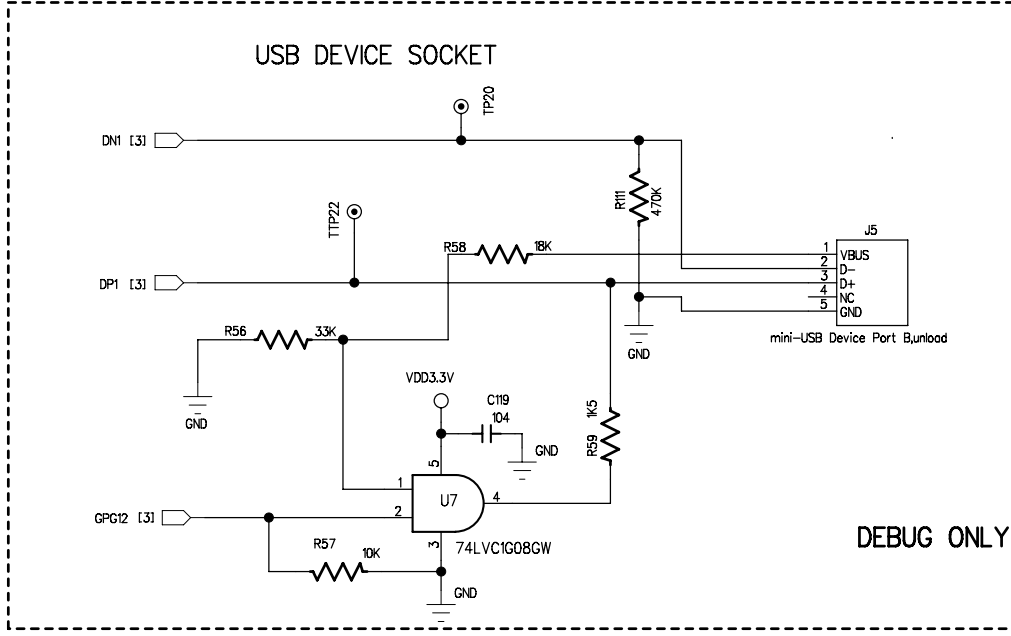 USB DEVICE SOCKET
TP20
DN1 [3]
R111
470K
TTP22
J5
R58 18K
1 VBUS
2 D-
DP1 [3]
3 D+
4 NC
5 GND
R56 33K
mini-USB Device Port B,unload
GND
VDD3.3V
C119
104
1K5
R59
GND
GND
5
1
U7
4
GPG12 [3]
2
DEBUG ONLY
R57
3
74LVC1G08GW
10K
GND